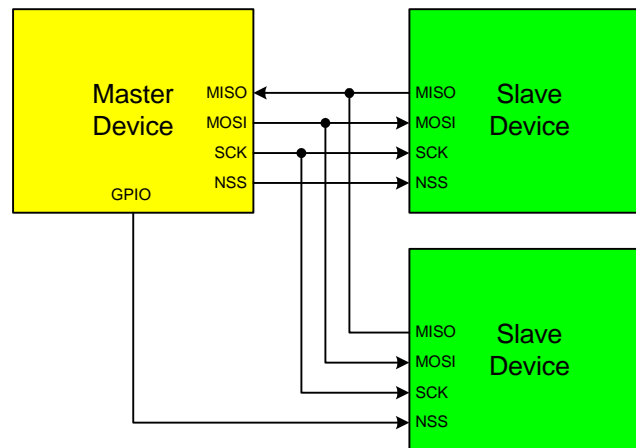 Master
Device
MISO
MOSI
SCK
NSS
GPIO
MISO
MOSI
SCK
NSS
Slave
Device
MISO
MOSI
SCK
NSS
Slave
Device